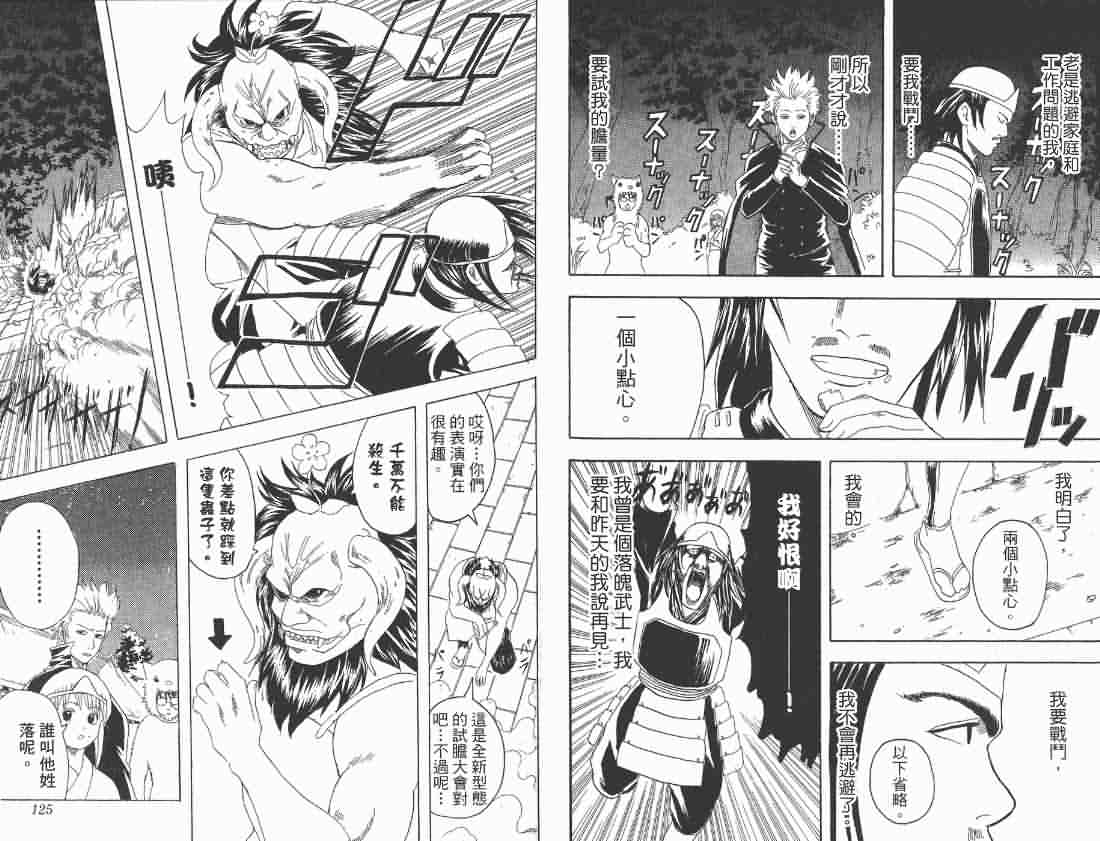 老是逃避家庭和
工作問題的我。
要我戰鬥……
スーナック
スーナック
所以
剛才才說……
要試我的膽量？
スーナック
スーナック
一個小點心。
我明白了，
我會的。
兩個小點心。
我好恨啊
——！
あ゛あ゛あ゛あ゛あ゛
我曾是個落魄武士，我
要和昨天的我說再見…
我要戰鬥，
以下省略。
我不會再逃避了。
咦
！
哎呀…你們
的表演實在
很有趣。
這是全新型態
的試膽大會對
吧…不過呢…
千萬不能
殺生。
你差點就踩到
這隻蟲子了。
………
誰叫他姓
落呢。
125